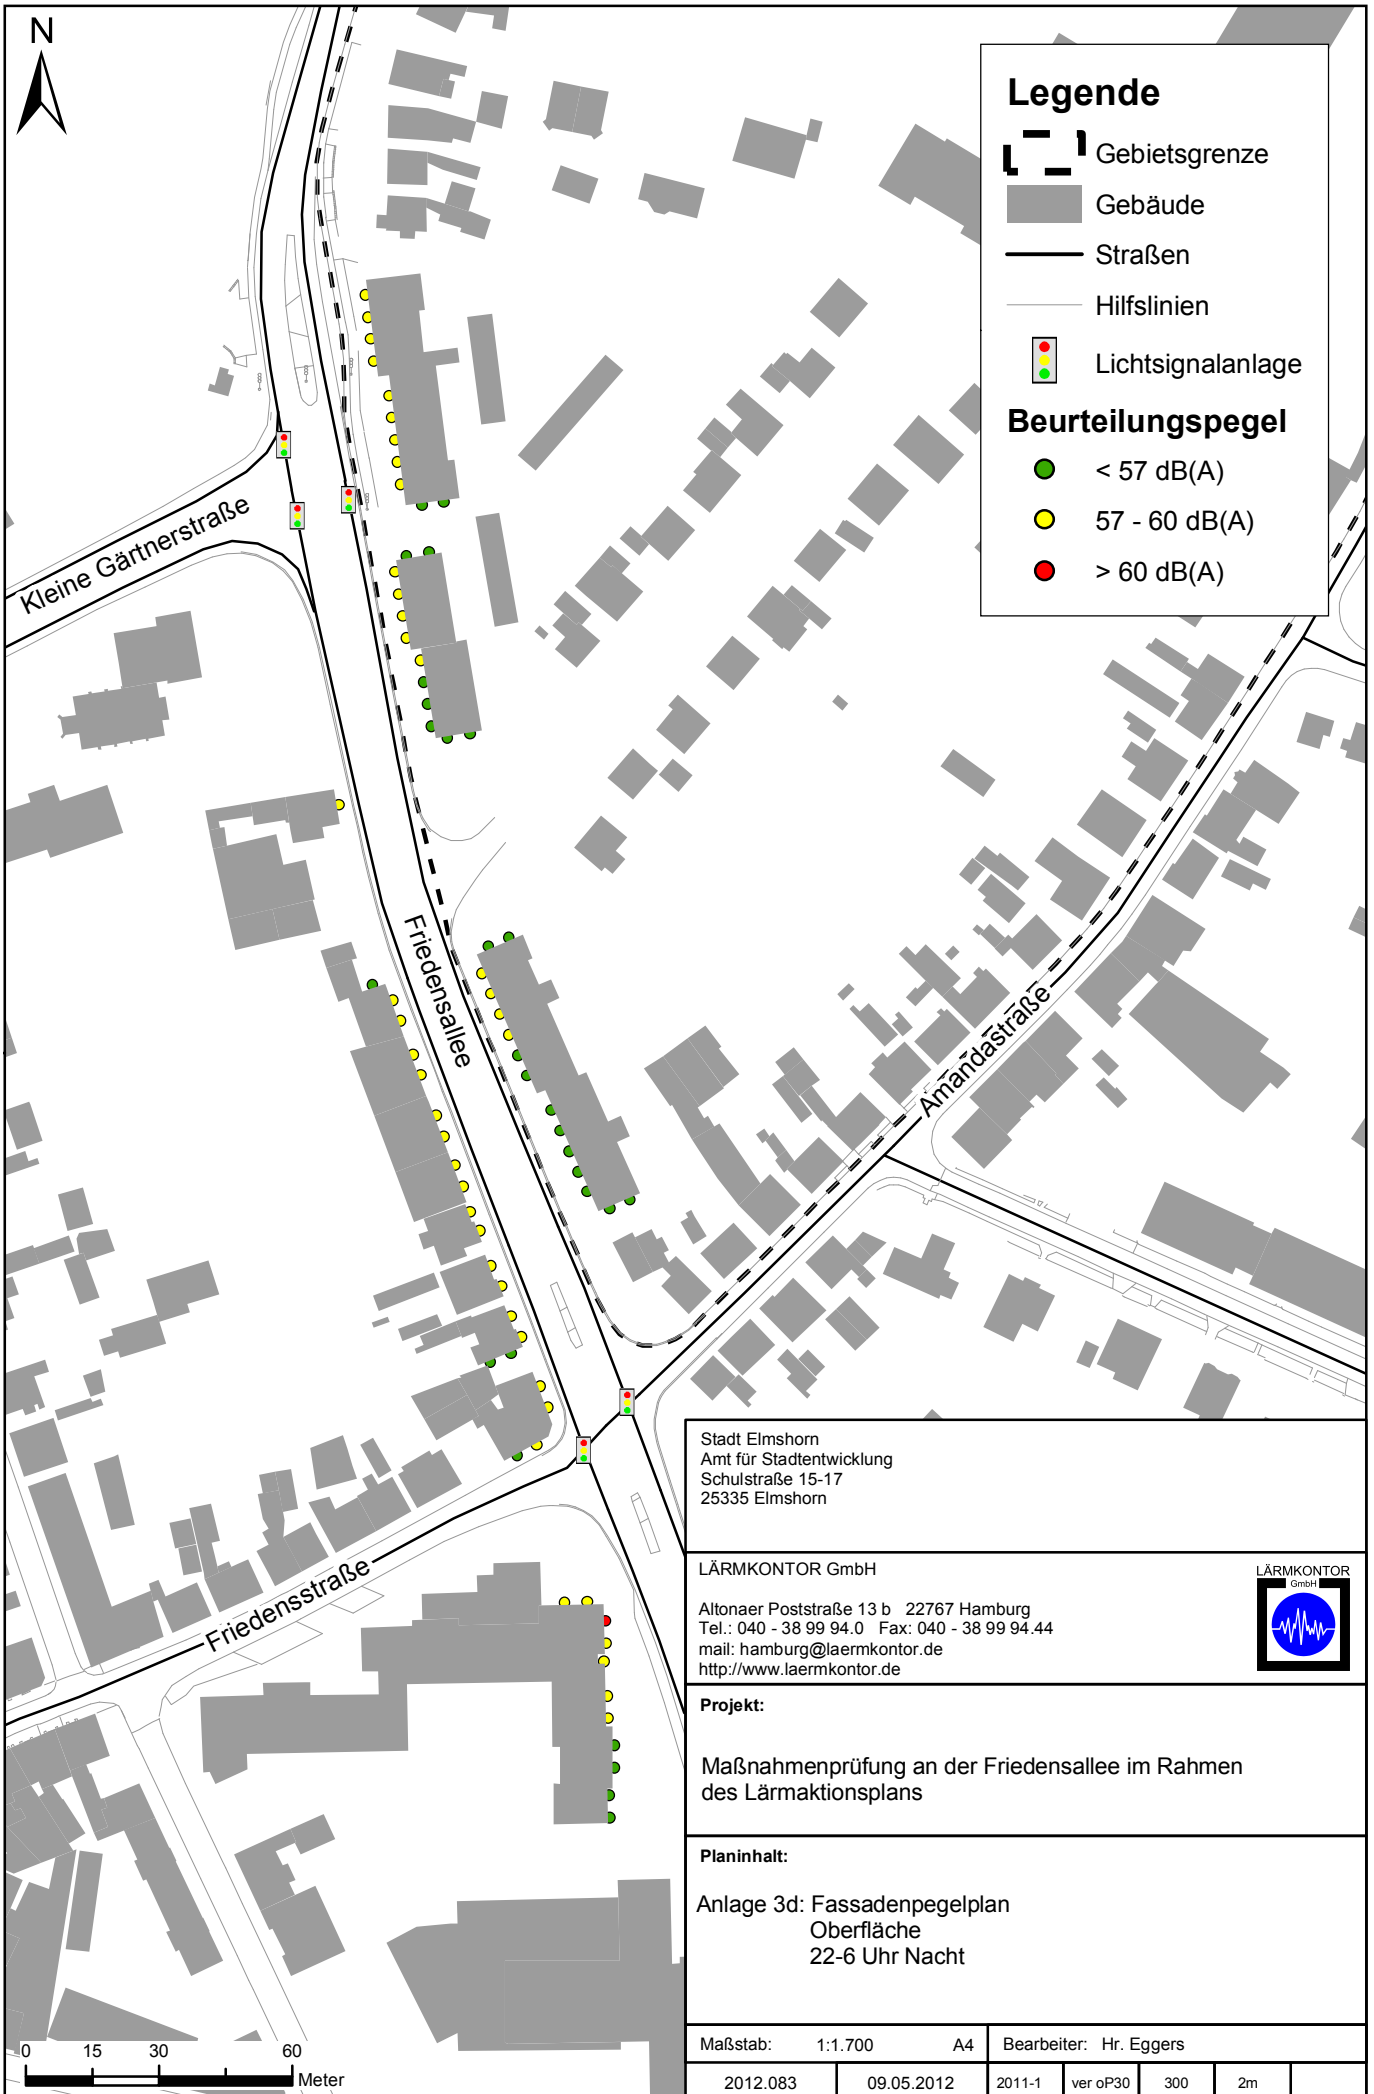 N
Legende
Gebietsgrenze
Gebäude
Straßen
Hilfslinien
Lichtsignalanlage
Beurteilungspegel
< 57 dB(A)
57 - 60 dB(A)
> 60 dB(A)
Kleine Gärtnerstraße
Friedensallee
Amandastraße
Friedensstraße
Stadt Elmshorn
Amt für Stadtentwicklung
Schulstraße 15-17
25335 Elmshorn
LÄRMKONTOR GmbH
Altonaer Poststraße 13 b 22767 Hamburg
Tel.: 040 - 38 99 94.0 Fax: 040 - 38 99 94.44
mail: hamburg@laermkontor.de
http://www.laermkontor.de
LÄRMKONTOR
GmbH
Projekt:
Maßnahmenprüfung an der Friedensallee im Rahmen
des Lärmaktionsplans
Planinhalt:
Anlage 3d: Fassadenpegelplan
Oberfläche
22-6 Uhr Nacht
Maßstab: 1:1.700 A4 Bearbeiter: Hr. Eggers
2012.083 09.05.2012 2011-1 ver oP30 300 2m
0 15 30 60
Meter